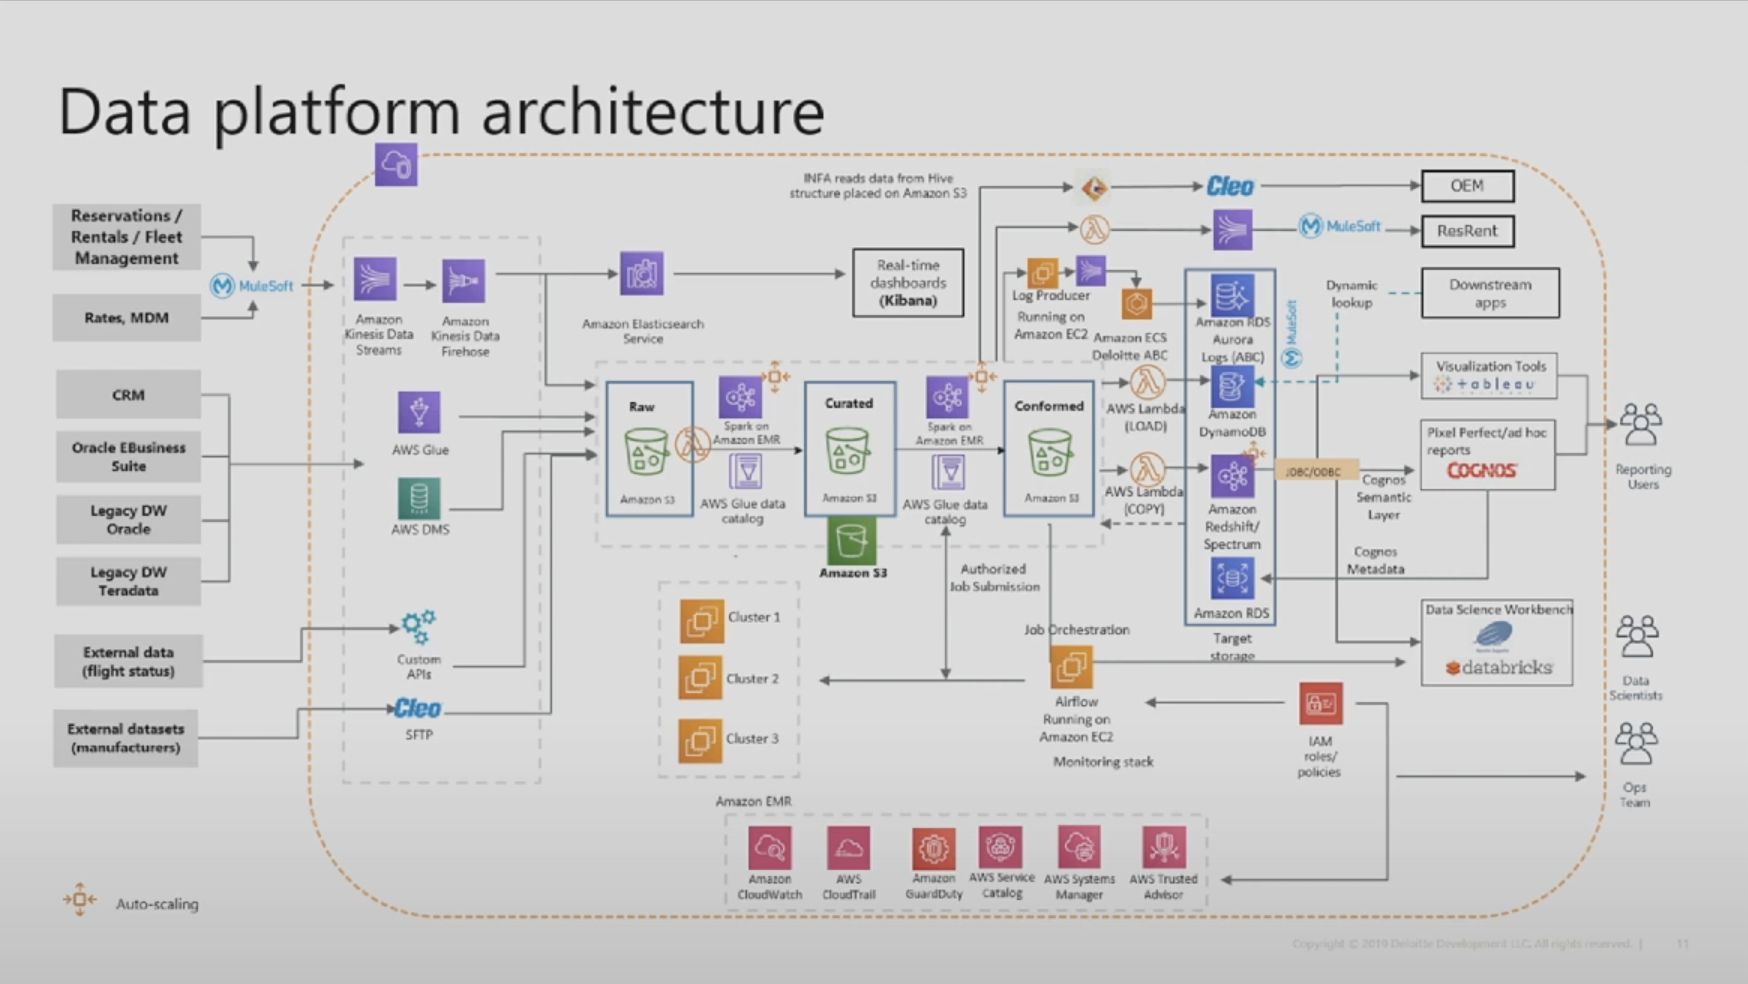 Data platform architecture
Reservations /
Rentals / Fleet
Management
Rates, MDM
MuleSoft
CRM
Oracle EBusiness
Suite
Legacy DW
Oracle
Legacy DW
Teradata
External data
(flight status)
External datasets
(manufacturers)
Amazon
Kinesis Data
Streams
Amazon
Kinesis Data
Firehose
AWS Glue
AWS DMS
Custom
APIs
Cleo
SFTP
Amazon Elasticsearch
Service
Real-time
dashboards
(Kibana)
INFA reads data from Hive
structure placed on Amazon S3
Cleo
OEM
MuleSoft
ResRent
Log Producer
Running on
Amazon EC2
Amazon ECS
Deloitte ABC
Amazon RDS
Aurora
Logs (ABC)
MuleSoft
Dynamic
lookup
Downstream
apps
Raw
Amazon S3
Spark on
Amazon EMR
AWS Glue data
catalog
Curated
Amazon S3
Amazon S3
Spark on
Amazon EMR
AWS Glue data
catalog
Conformed
Amazon S3
AWS Lambda
(LOAD)
AWS Lambda
(COPY)
Amazon
DynamoDB
Amazon
Redshift/
Spectrum
Amazon RDS
Target
storage
JDBC/ODBC
Visualization Tools
+ableau
Pixel Perfect/ad hoc
reports
COGNOS
Cognos
Semantic
Layer
Cognos
Metadata
Reporting
Users
Data Science Workbench
databricks
Data
Scientists
Ops
Team
Authorized
Job Submission
Job Orchestration
Airflow
Running on
Amazon EC2
Monitoring stack
IAM
roles/
policies
Cluster 1
Cluster 2
Cluster 3
Amazon EMR
Amazon
CloudWatch
AWS
CloudTrail
Amazon
GuardDuty
AWS Service
Catalog
AWS Systems
Manager
AWS Trusted
Advisor
Auto-scaling
Copyright © 2019 Deloitte Development LLC. All rights reserved. |
11